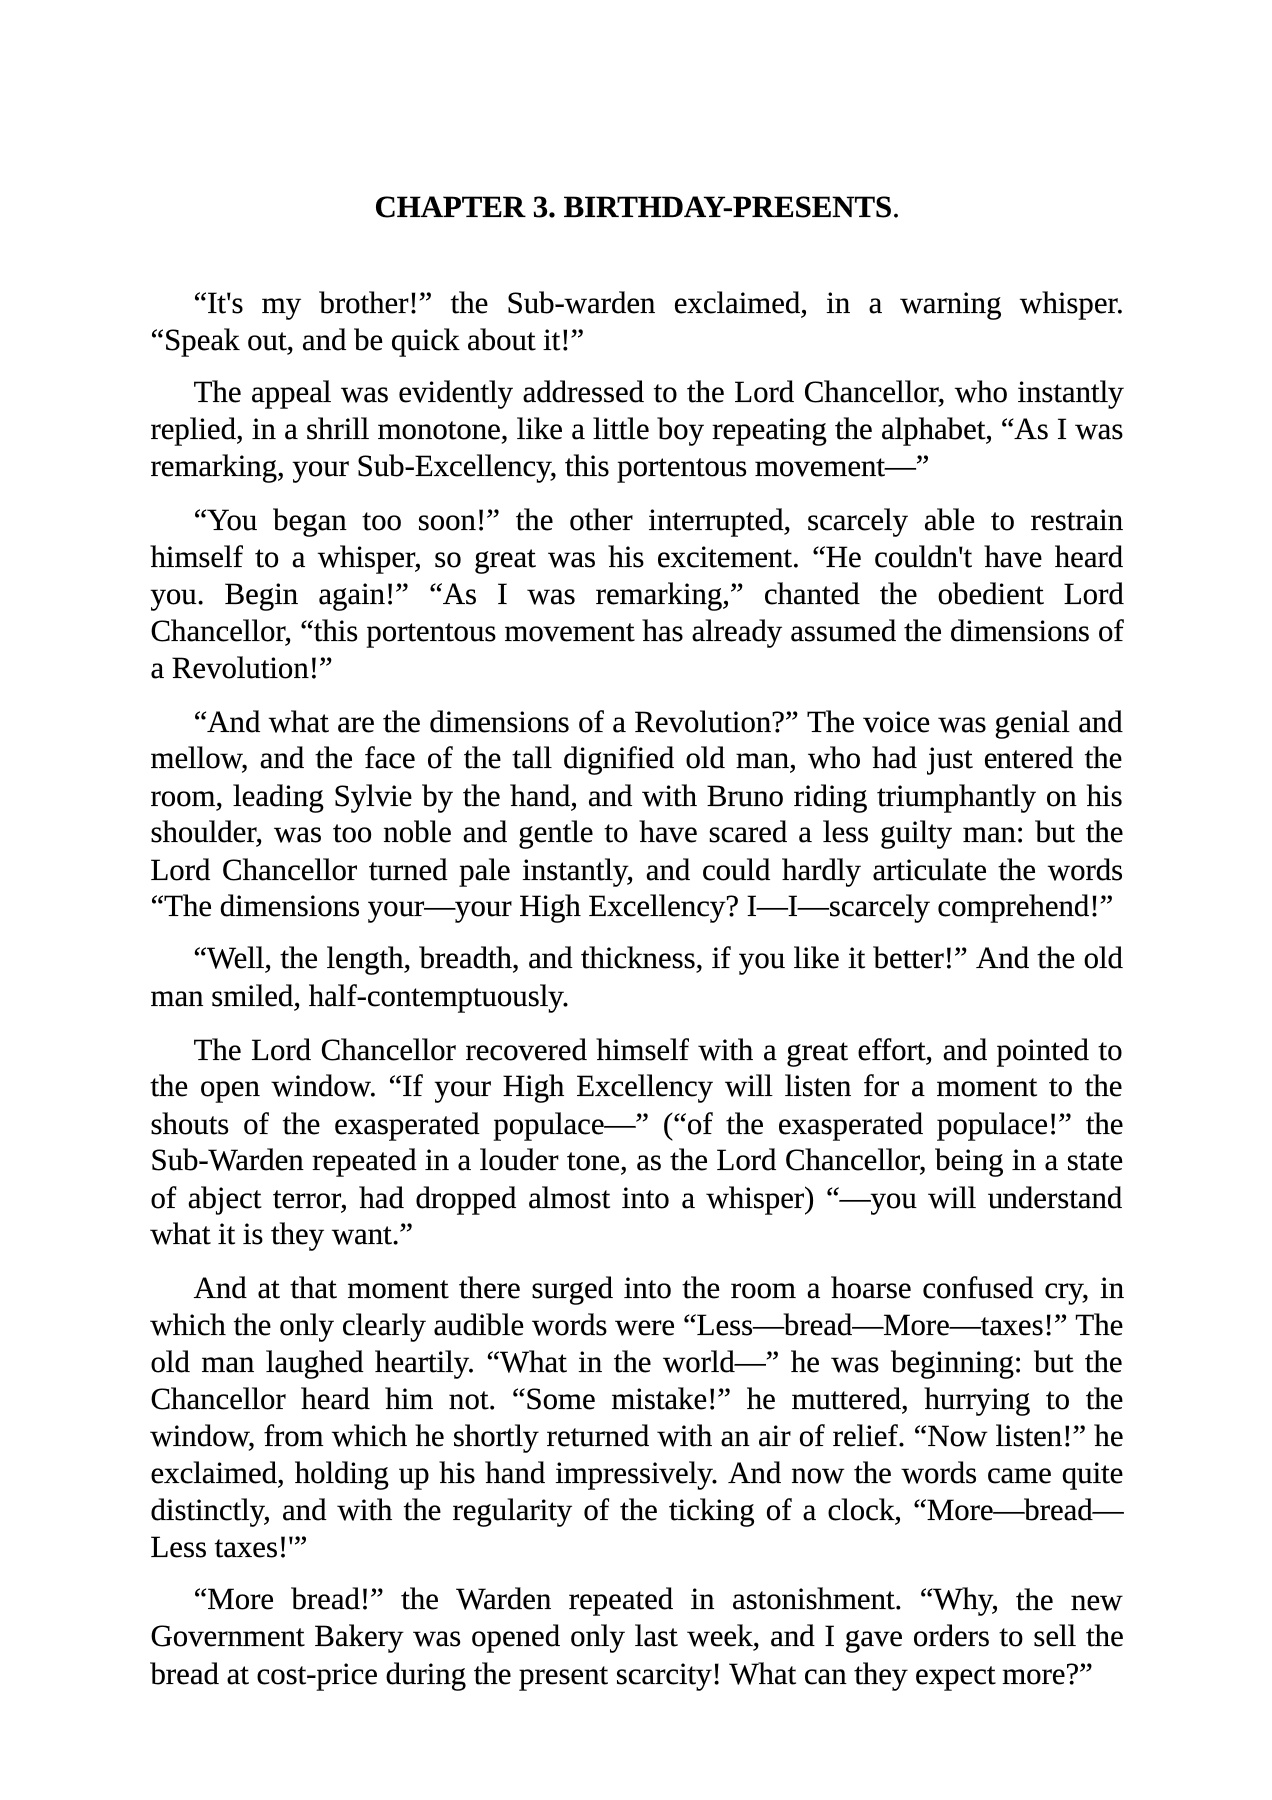 CHAPTER 3. BIRTHDAY-PRESENTS.
“It's my brother!” the Sub-warden exclaimed, in a warning whisper.
“Speak out, and be quick about it!”
The appeal was evidently addressed to the Lord Chancellor, who instantly
replied, in a shrill monotone, like a little boy repeating the alphabet, “As I was
remarking, your Sub-Excellency, this portentous movement—”
“You began too soon!” the other interrupted, scarcely able to restrain
himself to a whisper, so great was his excitement. “He couldn't have heard
you. Begin again!” “As I was remarking,” chanted the obedient Lord
Chancellor, “this portentous movement has already assumed the dimensions of
a Revolution!”
“And what are the dimensions of a Revolution?” The voice was genial and
mellow, and the face of the tall dignified old man, who had just entered the
room, leading Sylvie by the hand, and with Bruno riding triumphantly on his
shoulder, was too noble and gentle to have scared a less guilty man: but the
Lord Chancellor turned pale instantly, and could hardly articulate the words
“The dimensions your—your High Excellency? I—I—scarcely comprehend!”
“Well, the length, breadth, and thickness, if you like it better!” And the old
man smiled, half-contemptuously.
The Lord Chancellor recovered himself with a great effort, and pointed to
the open window. “If your High Excellency will listen for a moment to the
shouts of the exasperated populace—” (“of the exasperated populace!” the
Sub-Warden repeated in a louder tone, as the Lord Chancellor, being in a state
of abject terror, had dropped almost into a whisper) “—you will understand
what it is they want.”
And at that moment there surged into the room a hoarse confused cry, in
which the only clearly audible words were “Less—bread—More—taxes!” The
old man laughed heartily. “What in the world—” he was beginning: but the
Chancellor heard him not. “Some mistake!” he muttered, hurrying to the
window, from which he shortly returned with an air of relief. “Now listen!” he
exclaimed, holding up his hand impressively. And now the words came quite
distinctly, and with the regularity of the ticking of a clock, “More—bread—
Less taxes!'”
“More bread!” the Warden repeated in astonishment. “Why, the new
Government Bakery was opened only last week, and I gave orders to sell the
bread at cost-price during the present scarcity! What can they expect more?”